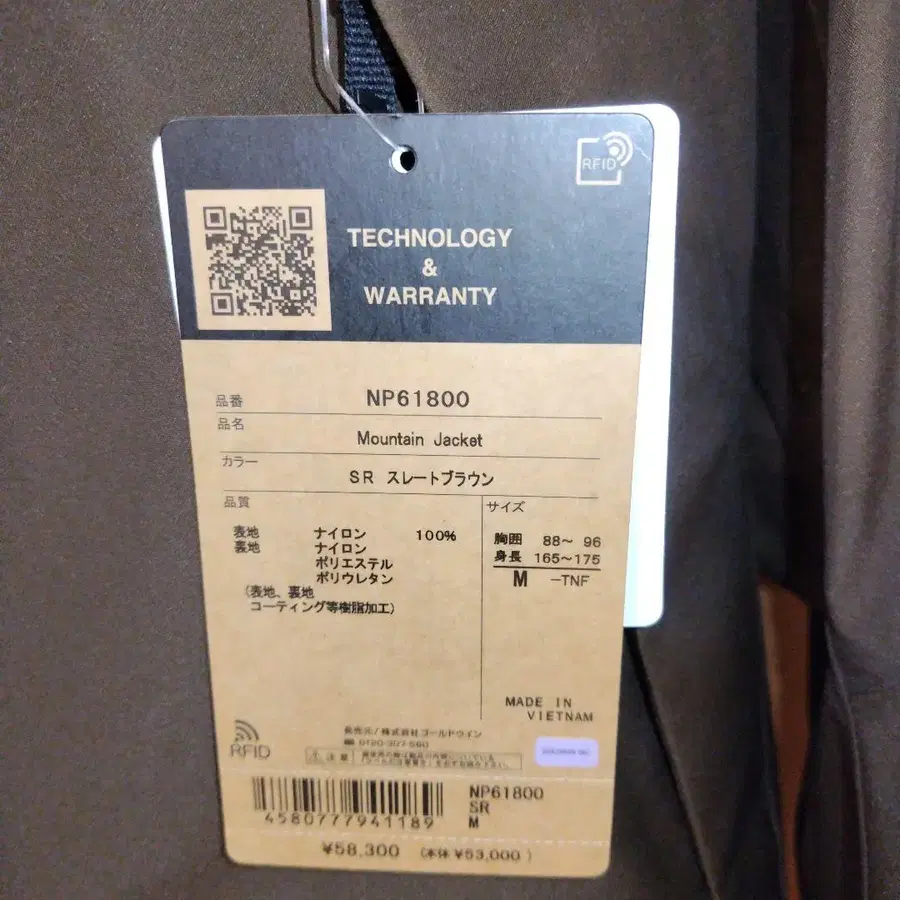 RFID
TECHNOLOGY
&
WARRANTY
品番 NP61800
品名 Mountain Jacket
カラー SR スレートブラウン
品質
表地 ナイロン 100%
裏地 ナイロン
ポリエステル
ポリウレタン
(表地、裏地
コーティング等樹脂加工)
サイズ
胸囲 88～ 96
身長 165～175
M -TNF
MADE IN
VIETNAM
RFID
発売元/株式会社ゴールドウイン
0120-307-560
注意
4580777941189
NP61800
SR
M
¥58,300 (本体 ¥53,000 )